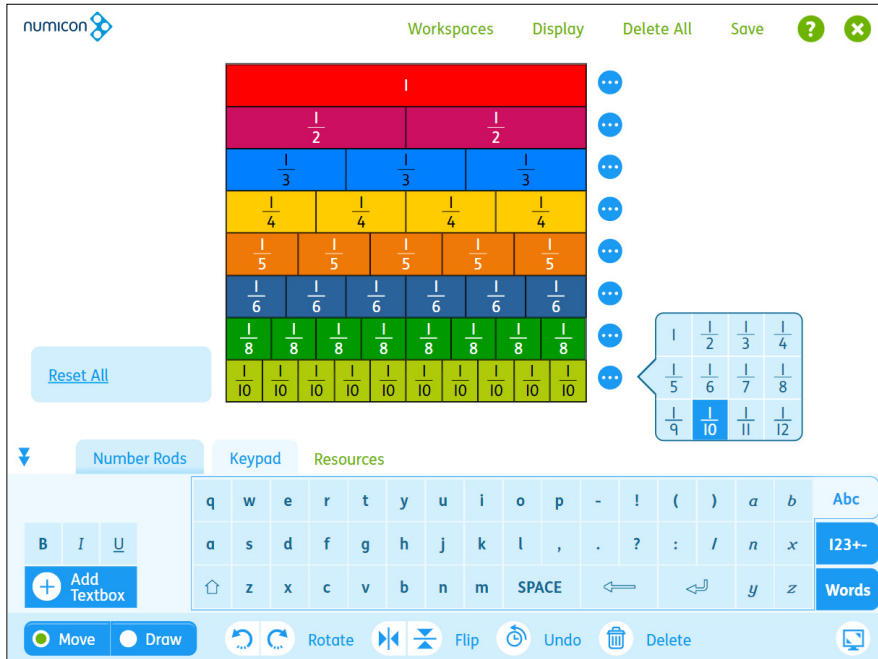 numicon
Workspaces Display Delete All Save ? 
1
1/2 1/2
1/3 1/3 1/3
1/4 1/4 1/4 1/4
1/5 1/5 1/5 1/5 1/5
1/6 1/6 1/6 1/6 1/6 1/6
1/8 1/8 1/8 1/8 1/8 1/8 1/8 1/8
1/10 1/10 1/10 1/10 1/10 1/10 1/10 1/10 1/10 1/10
1 1/2 1/3 1/4
1/5 1/6 1/7 1/8
1/9 1/10 1/11 1/12
Reset All
Number Rods Keypad Resources
q w e r t y u i o p - ! ( ) a b Abc
B I U a s d f g h j k l , . ? : / n x 123+-
Add
Textbox
z x c v b n m SPACE y z Words
Move Draw Rotate Flip Undo Delete